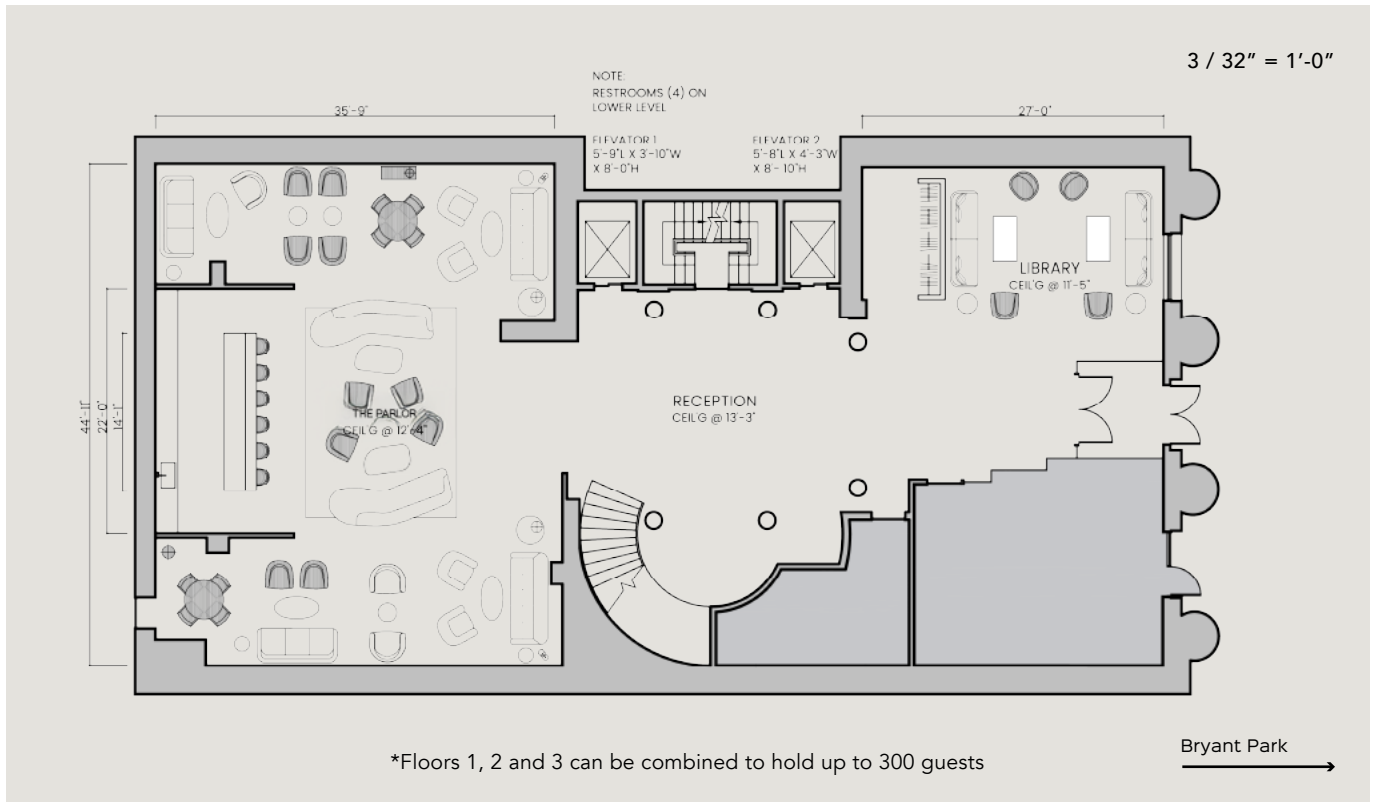 3 / 32" = 1'-0"
NOTE:
RESTROOMS (4) ON
LOWER LEVEL
35'-9"
27'-0"
ELEVATOR 1
5'-9"L X 3'-10"W
X 8'-0"H
ELEVATOR 2
5'-8"L X 4'-3"W
X 8'-10"H
LIBRARY
CEIL'G @ 11'-5"
44'-11"
22'-0"
14'-1"
THE PARLOR
CEIL'G @ 12'-4"
RECEPTION
CEIL'G @ 13'-3"
Bryant Park
*Floors 1, 2 and 3 can be combined to hold up to 300 guests